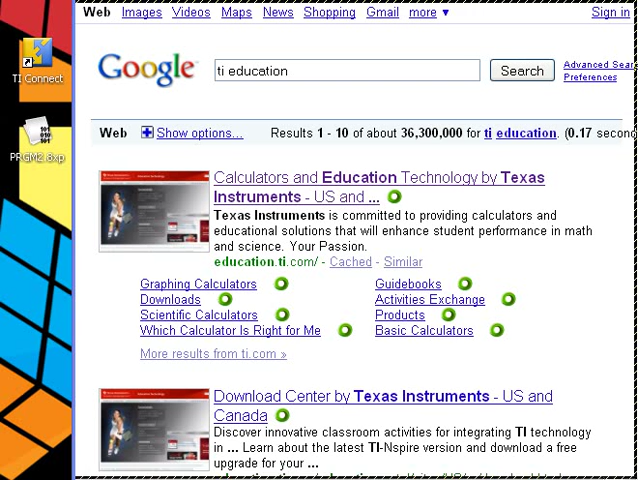 Web Images Videos Maps News Shopping Gmail more ▼ Sign in
TI Connect
PRGM2.8xp
Google
ti education
Search
Advanced Sear
Preferences
Web Show options... Results 1 - 10 of about 36,300,000 for ti education. (0.17 second
Calculators and Education Technology by Texas
Instruments - US and ...
Texas Instruments is committed to providing calculators and
educational solutions that will enhance student performance in math
and science. Your Passion.
education.ti.com/ - Cached - Similar
Graphing Calculators Guidebooks
Downloads Activities Exchange
Scientific Calculators Products
Which Calculator Is Right for Me Basic Calculators
More results from ti.com »
Download Center by Texas Instruments - US and
Canada
Discover innovative classroom activities for integrating TI technology
in ... Learn about the latest TI-Nspire version and download a free
upgrade for your ...